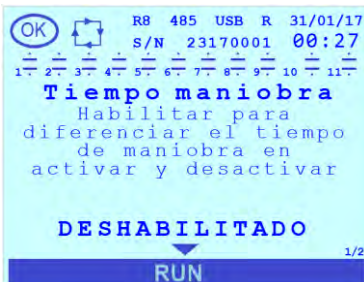 OK R8 485 USB R 31/01/17
S/N 23170001 00:27
1 2 3 4 5 6 7 8 9 10 11
Tiempo maniobra
Habilitar para
diferenciar el tiempo
de maniobra en
activar y desactivar
DESHABILITADO
1/2
RUN